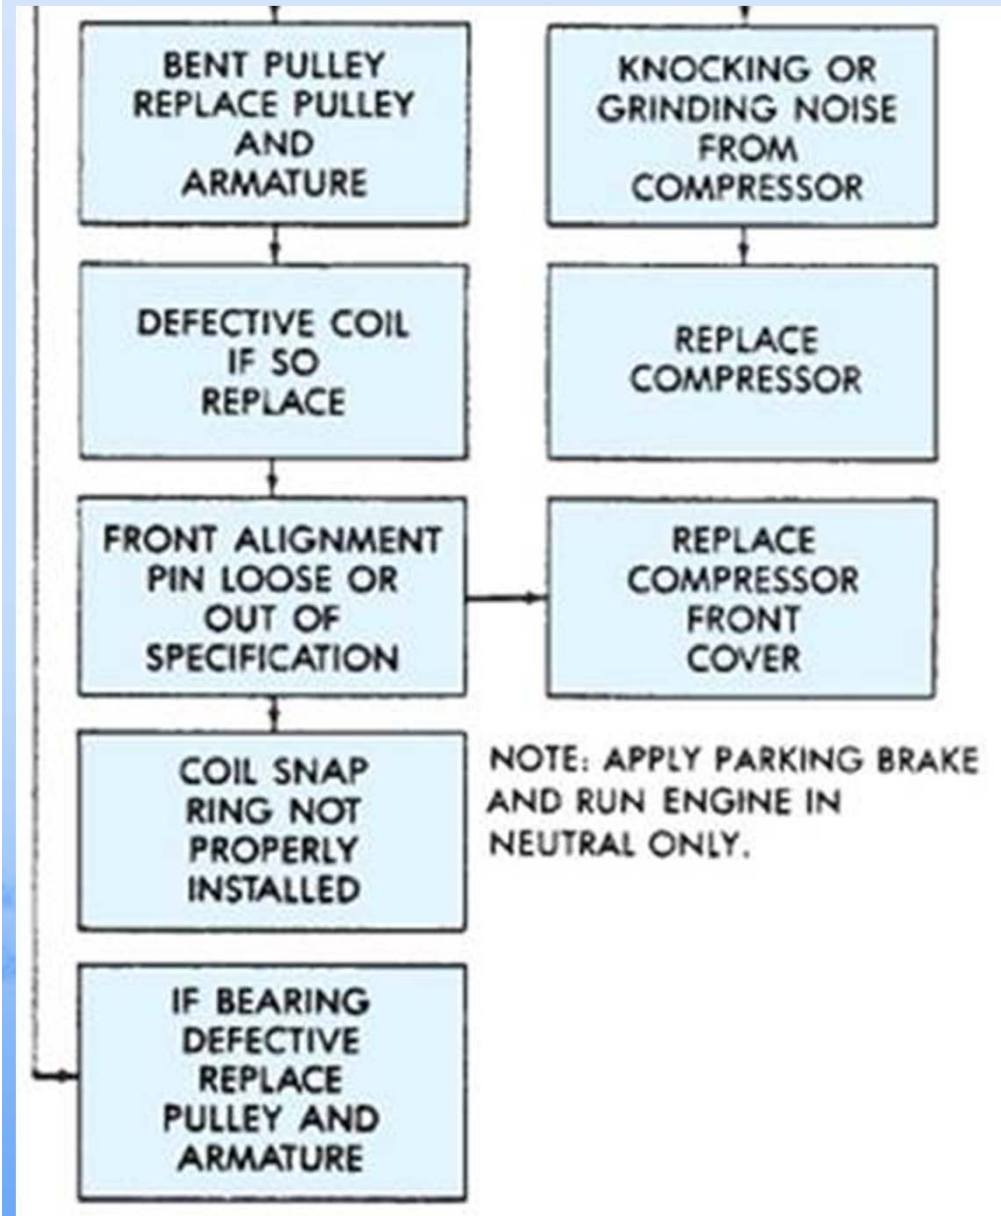 BENT PULLEY
REPLACE PULLEY
AND
ARMATURE
KNOCKING OR
GRINDING NOISE
FROM
COMPRESSOR
DEFECTIVE COIL
IF SO
REPLACE
REPLACE
COMPRESSOR
FRONT ALIGNMENT
PIN LOOSE OR
OUT OF
SPECIFICATION
REPLACE
COMPRESSOR
FRONT
COVER
COIL SNAP
RING NOT
PROPERLY
INSTALLED
NOTE: APPLY PARKING BRAKE
AND RUN ENGINE IN
NEUTRAL ONLY.
IF BEARING
DEFECTIVE
REPLACE
PULLEY AND
ARMATURE